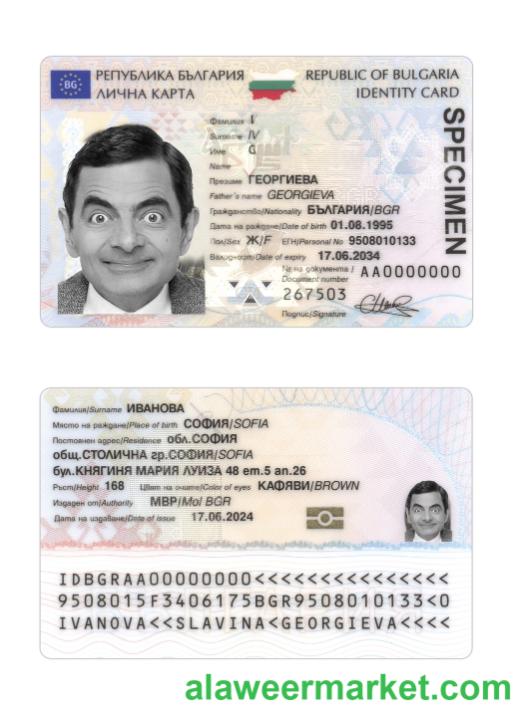 BG
РЕПУБЛИКА БЪЛГАРИЯ
ЛИЧНА КАРТА
REPUBLIC OF BULGARIA
IDENTITY CARD
SPECIMEN
Фамилия
Surname IV
Име G
Name
Презиме ГЕОРГИЕВА
Father's name GEORGIEVA
Гражданство/Nationality БЪЛГАРИЯ/BGR
Дата на раждане/Date of birth 01.08.1995
Пол/Sex Ж/F ЕГН/Personal No 9508010133
Валидност/Date of expiry 17.06.2034
№ на документа / Document number AA0000000
267503
Подпис/Signature
Фамилия/Surname ИВАНОВА
Място на раждане/Place of birth СОФИЯ/SOFIA
Постоянен адрес/Residence обл.СОФИЯ
общ.СТОЛИЧНА гр.СОФИЯ/SOFIA
бул.КНЯГИНЯ МАРИЯ ЛУИЗА 48 ет.5 ап.26
Ръст/Height 168 Цвят на очите/Color of eyes КАФЯВИ/BROWN
Издаден от/Authority МВР/MoI BGR
Дата на издаване/Date of issue 17.06.2024
IDBGRAA00000000<<<<<<<<<<<<<<<
9508015F3406175BGR9508010133<0
IVANOVA<<SLAVINA<GEORGIEVA<<<<
alaweermarket.com